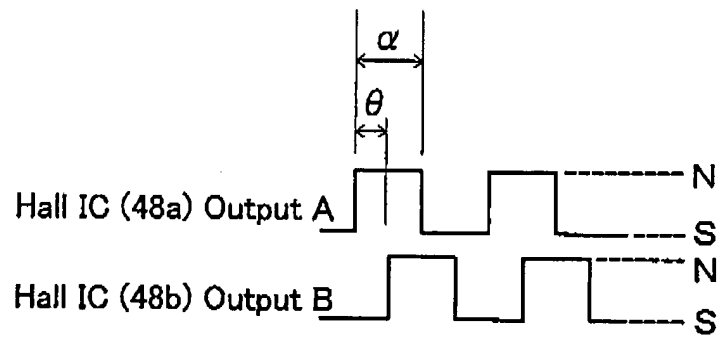 α
θ
Hall IC (48a) Output A
N
S
Hall IC (48b) Output B
N
S